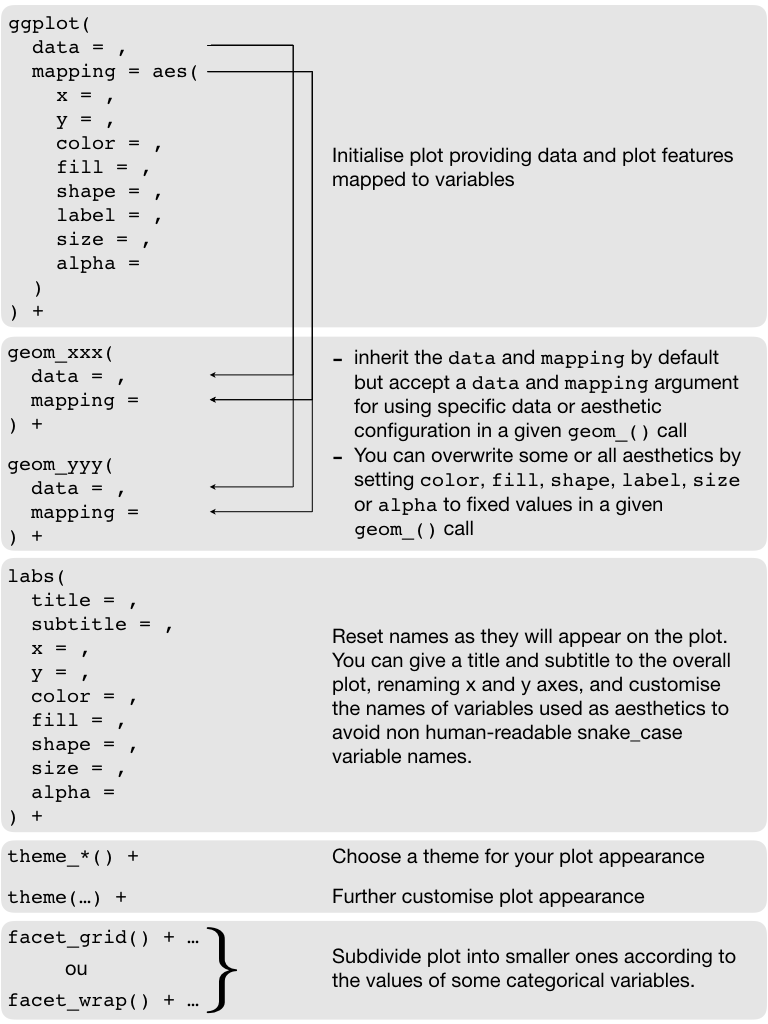 ggplot(
data = ,
mapping = aes(
x = ,
y = ,
color = ,
fill = ,
shape = ,
label = ,
size = ,
alpha =
)
) +
Initialise plot providing data and plot features
mapped to variables
geom_xxx(
data = ,
mapping =
) +
geom_yyy(
data = ,
mapping =
) +
– inherit the data and mapping by default
but accept a data and mapping argument
for using specific data or aesthetic
configuration in a given geom_() call
– You can overwrite some or all aesthetics by
setting color, fill, shape, label, size
or alpha to fixed values in a given
geom_() call
labs(
title = ,
subtitle = ,
x = ,
y = ,
color = ,
fill = ,
shape = ,
size = ,
alpha =
) +
Reset names as they will appear on the plot.
You can give a title and subtitle to the overall
plot, renaming x and y axes, and customise
the names of variables used as aesthetics to
avoid non human-readable snake_case
variable names.
theme_*() +
Choose a theme for your plot appearance
theme(…) +
Further customise plot appearance
facet_grid() + …
ou
facet_wrap() + …
Subdivide plot into smaller ones according to
the values of some categorical variables.